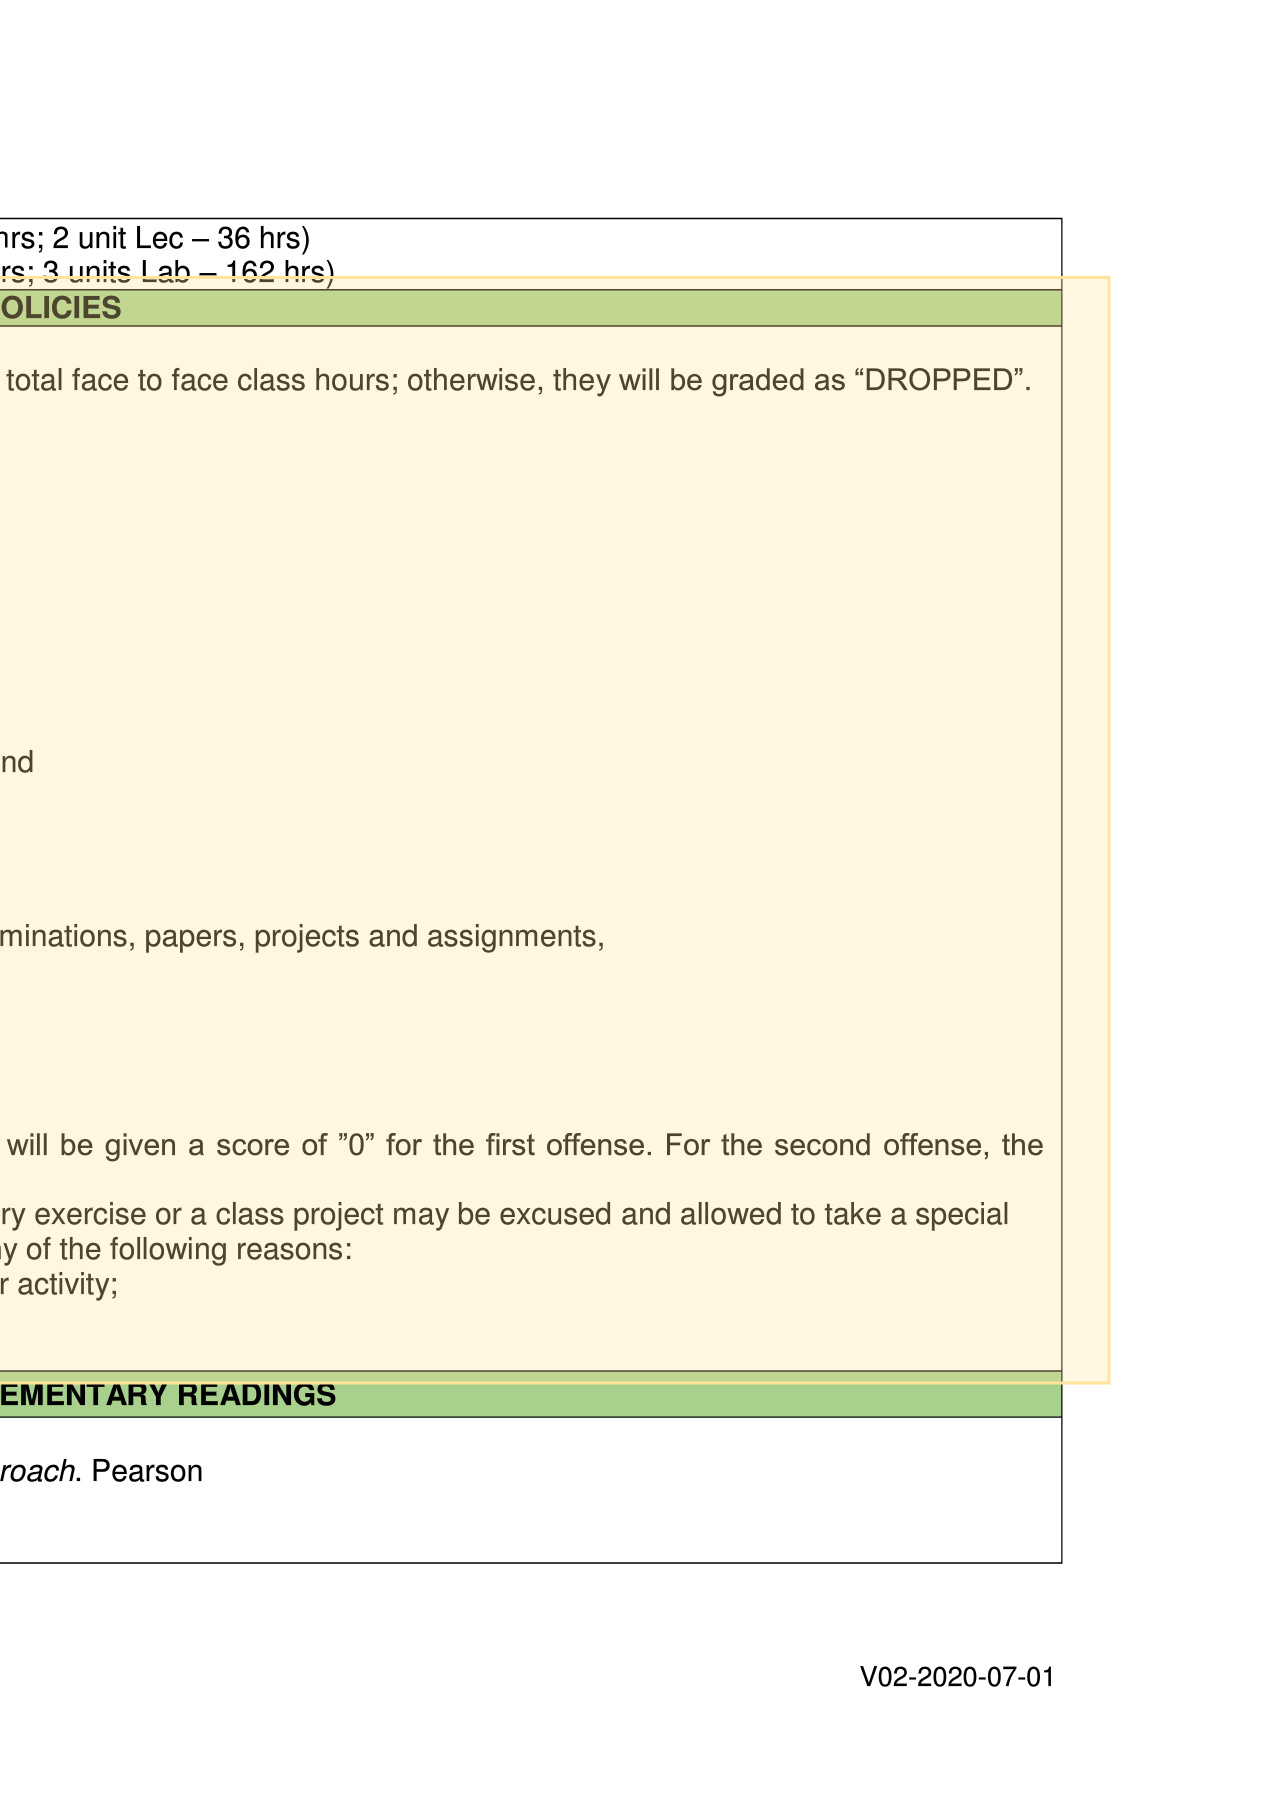 hrs; 2 unit Lec – 36 hrs)
rs; 3 units Lab – 162 hrs)
OLICIES
total face to face class hours; otherwise, they will be graded as “DROPPED”.
nd
minations, papers, projects and assignments,
will be given a score of ”0” for the first offense. For the second offense, the
ry exercise or a class project may be excused and allowed to take a special
y of the following reasons:
r activity;
EMENTARY READINGS
roach. Pearson
V02-2020-07-01